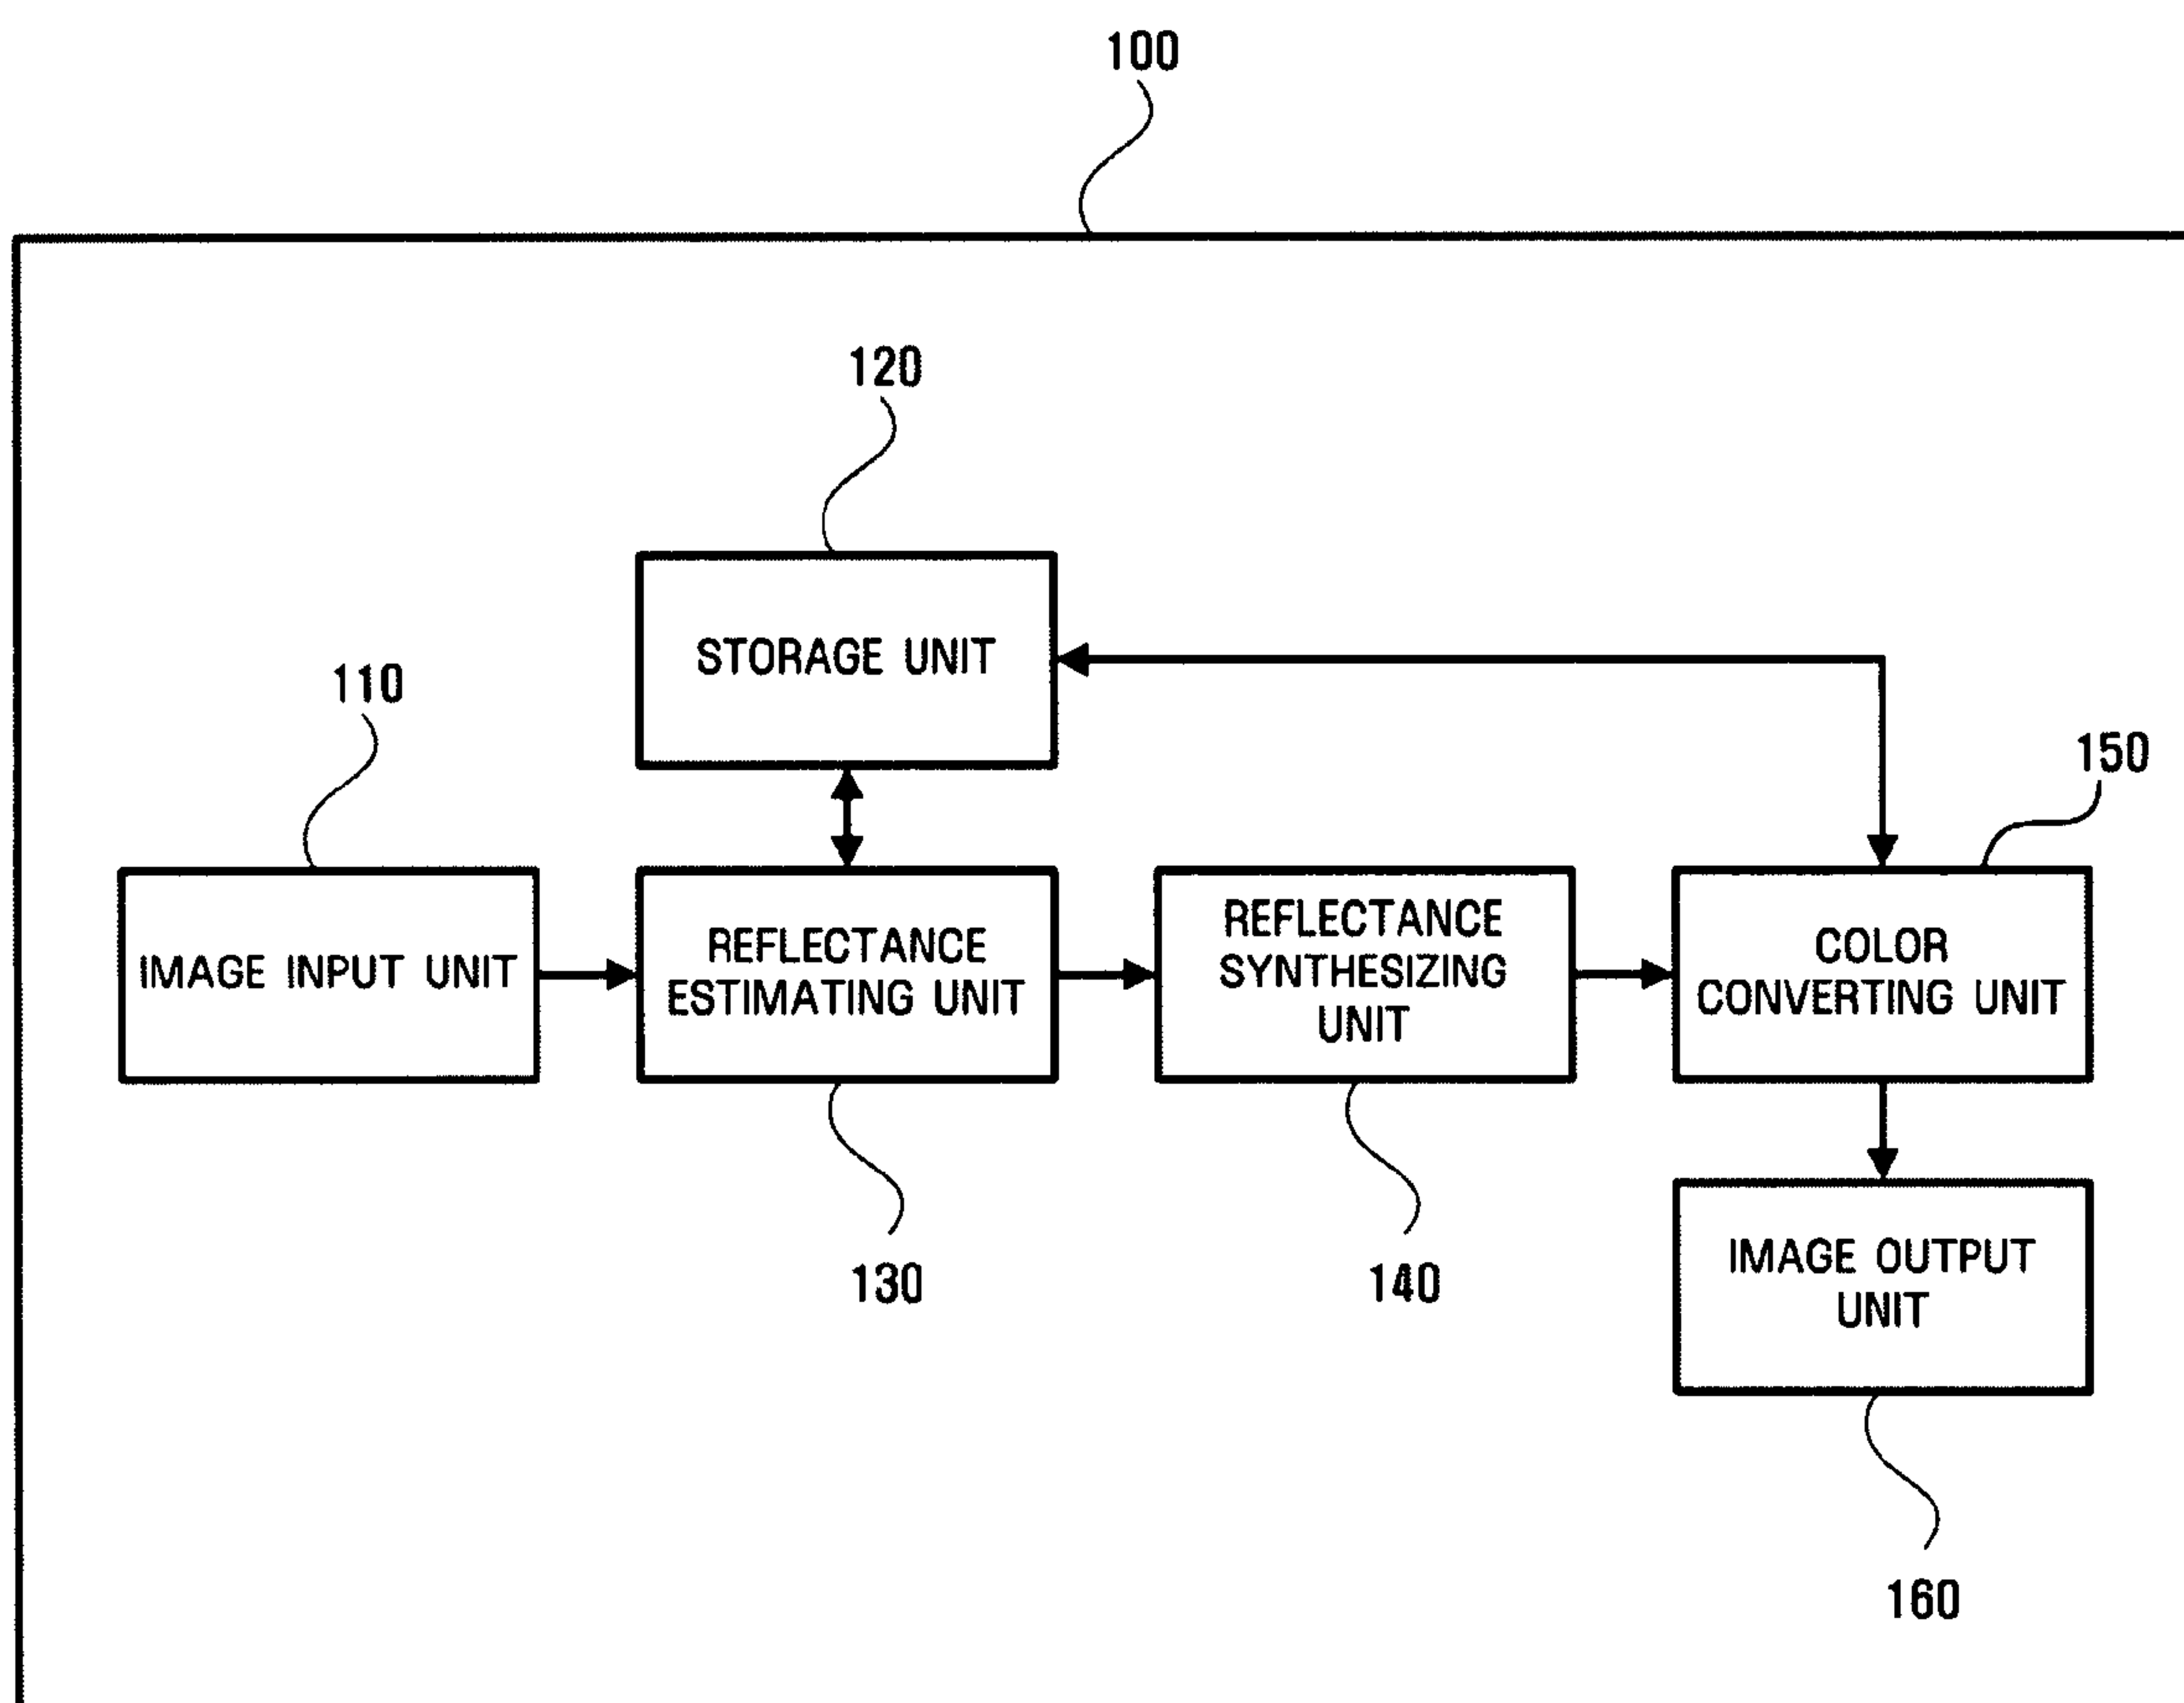 100
120
STORAGE UNIT
110
150
IMAGE INPUT UNIT
REFLECTANCE
ESTIMATING UNIT
REFLECTANCE
SYNTHESIZING
UNIT
COLOR
CONVERTING UNIT
130
140
IMAGE OUTPUT
UNIT
160